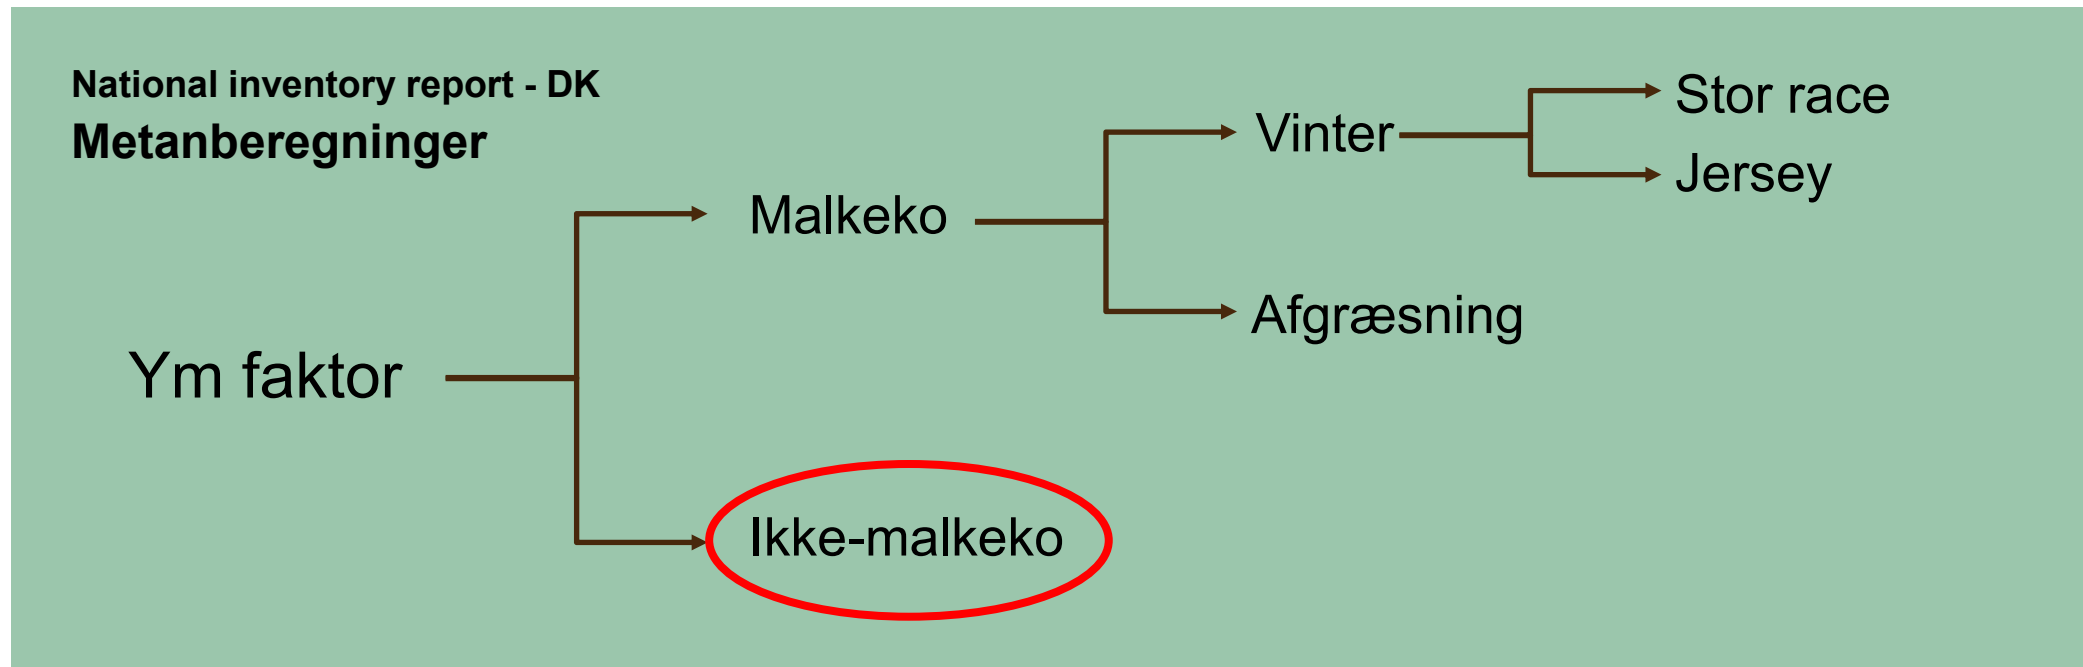 National inventory report - DK
Metanberegninger
Stor race
Vinter
Jersey
Malkeko
Afgræsning
Ym faktor
Ikke-malkeko